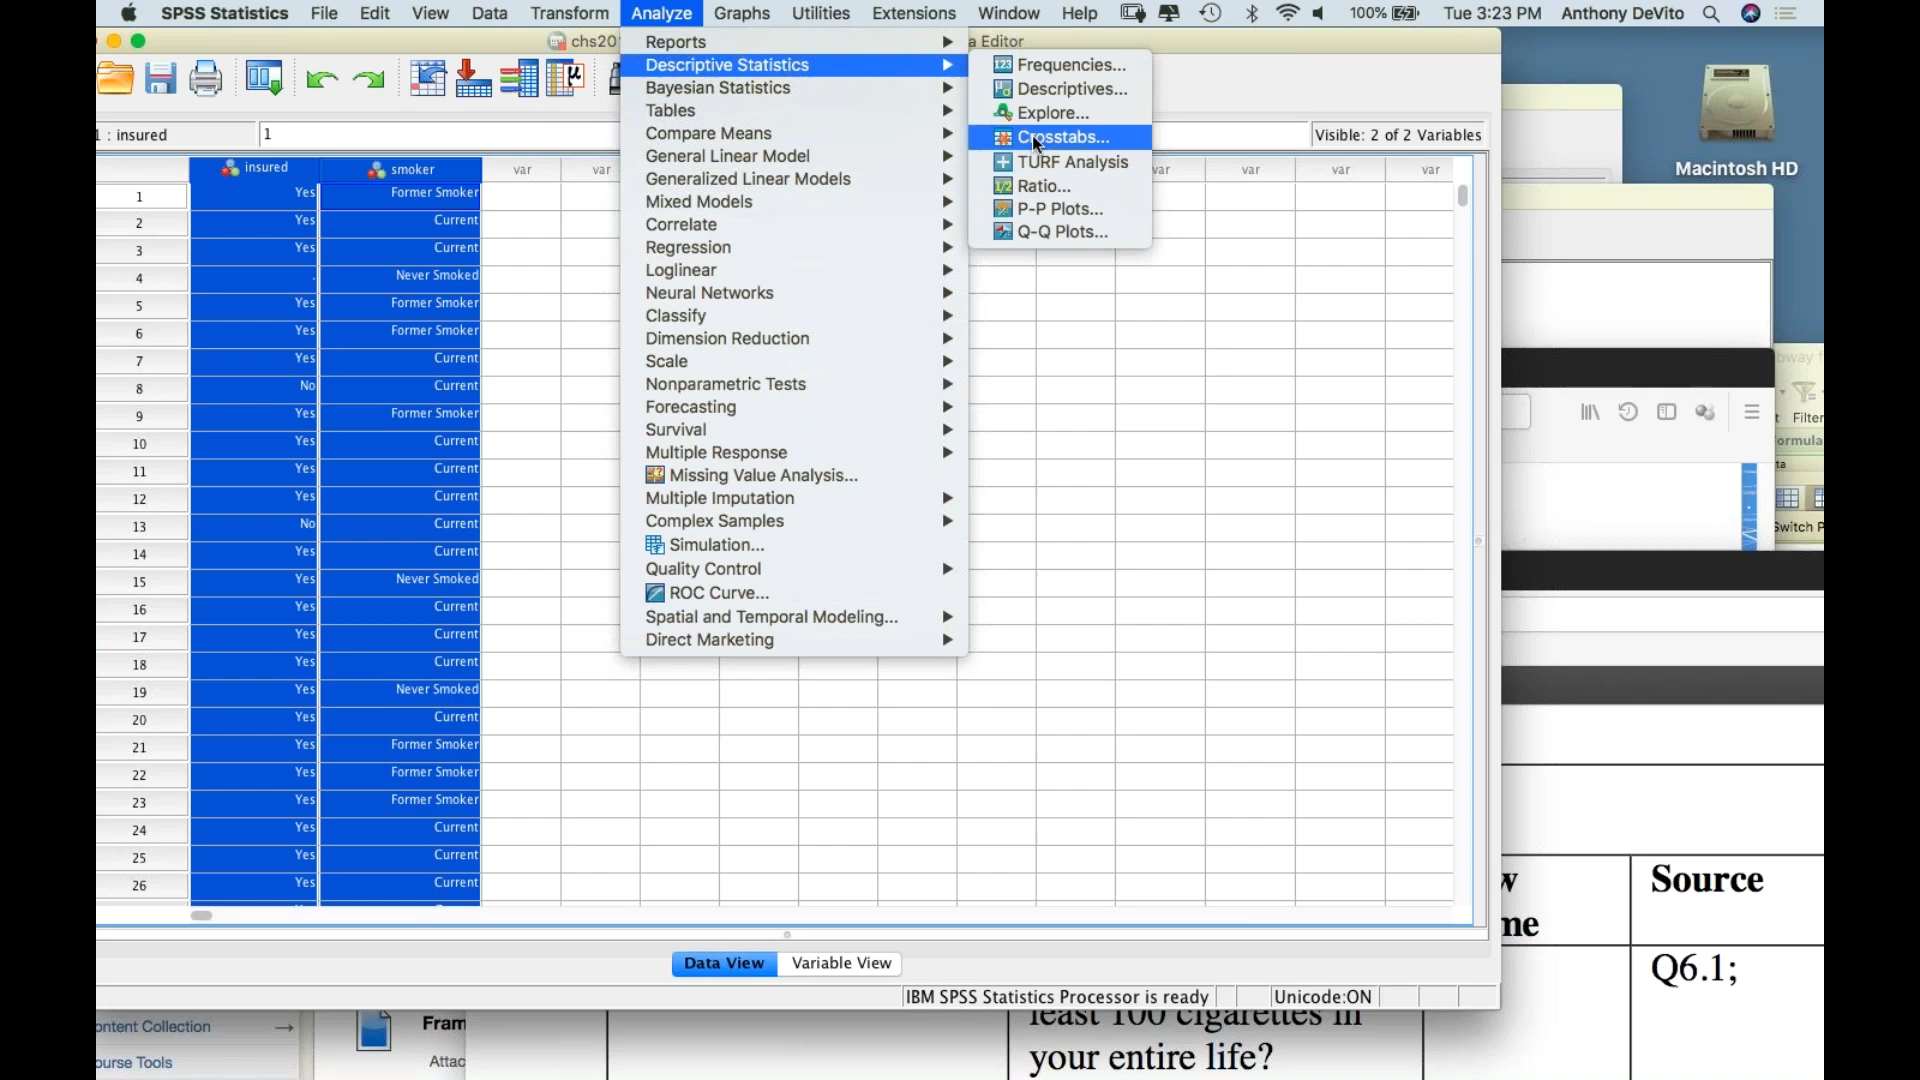 SPSS Statistics File Edit View Data Transform Analyze Graphs Utilities Extensions Window Help 100% Tue 3:23 PM Anthony DeVito
chs20
a Editor
Reports
Descriptive Statistics
Bayesian Statistics
Tables
Compare Means
General Linear Model
Generalized Linear Models
Mixed Models
Correlate
Regression
Loglinear
Neural Networks
Classify
Dimension Reduction
Scale
Nonparametric Tests
Forecasting
Survival
Multiple Response
Missing Value Analysis...
Multiple Imputation
Complex Samples
Simulation...
Quality Control
ROC Curve...
Spatial and Temporal Modeling...
Direct Marketing
Frequencies...
Descriptives...
Explore...
Crosstabs...
TURF Analysis
Ratio...
P-P Plots...
Q-Q Plots...
1 : insured 1 Visible: 2 of 2 Variables
insured smoker var var var var var var
1 Yes Former Smoker
2 Yes Current
3 Yes Current
4 . Never Smoked
5 Yes Former Smoker
6 Yes Former Smoker
7 Yes Current
8 No Current
9 Yes Former Smoker
10 Yes Current
11 Yes Current
12 Yes Current
13 No Current
14 Yes Current
15 Yes Never Smoked
16 Yes Current
17 Yes Current
18 Yes Current
19 Yes Never Smoked
20 Yes Current
21 Yes Former Smoker
22 Yes Former Smoker
23 Yes Former Smoker
24 Yes Current
25 Yes Current
26 Yes Current
Data View Variable View
IBM SPSS Statistics Processor is ready Unicode:ON
Macintosh HD
bway f
t Filter
ormula
ta
Switch P
w
me
Source
Q6.1;
least 100 cigarettes in
your entire life?
ontent Collection
ourse Tools
Fram
Attac